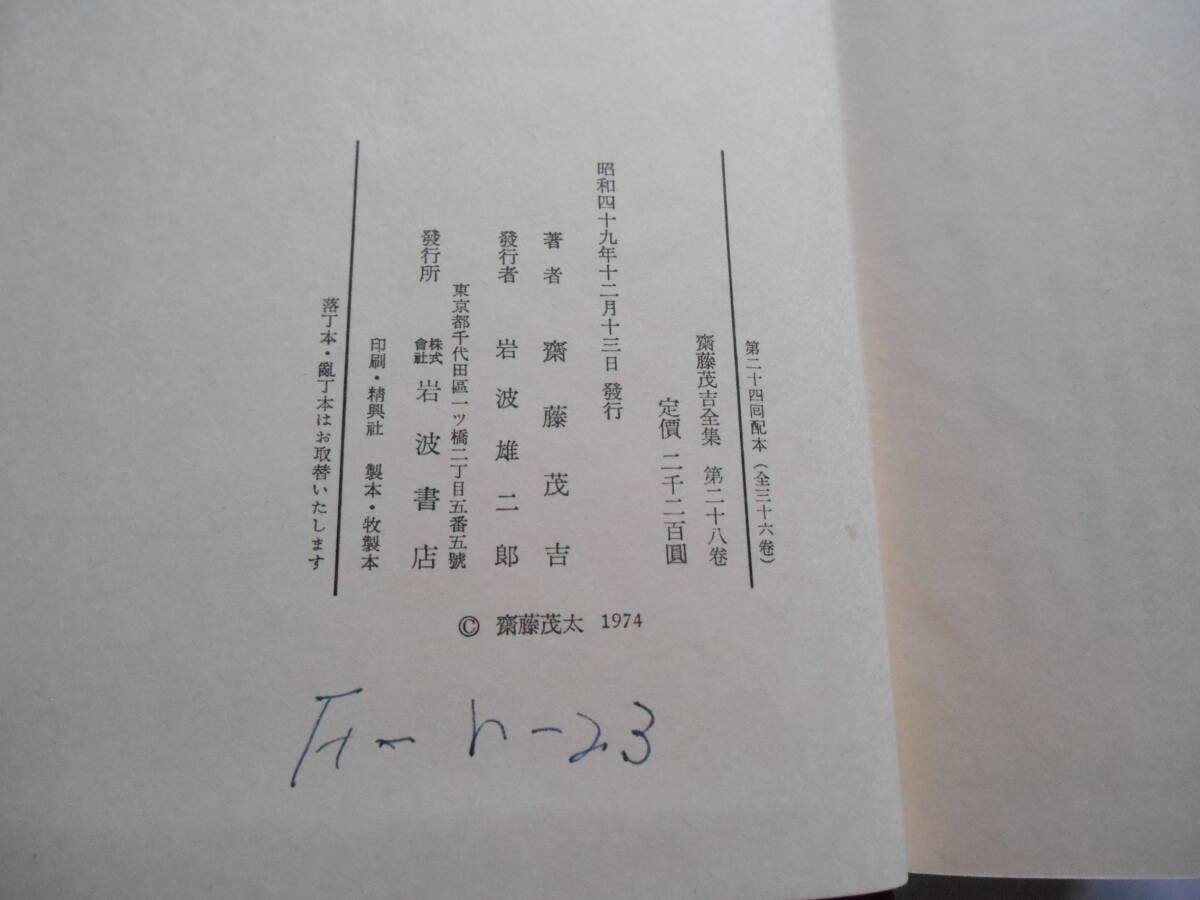 第二十四回配本（全三十六巻）
齋藤茂吉全集　第二十八巻
定價　二千二百圓
昭和四十九年十二月十三日　發行
著者　齋藤茂吉
發行者　岩波雄二郎
東京都千代田區一ッ橋二丁目五番五號
發行所　株式會社　岩波書店
印刷・精興社　製本・牧製本
落丁本・亂丁本はお取替いたします
© 齋藤茂太 1974